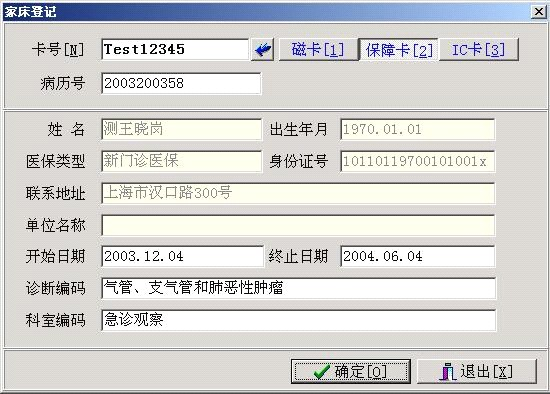 家床登记
卡号[N] Test12345 磁卡[1] 保障卡[2] IC卡[3]
病历号 2003200358
姓 名 测王晓岗 出生年月 1970.01.01
医保类型 新门诊医保 身份证号 10110119700101001x
联系地址 上海市汉口路300号
单位名称
开始日期 2003.12.04 终止日期 2004.06.04
诊断编码 气管、支气管和肺恶性肿瘤
科室编码 急诊观察
确定[O] 退出[X]